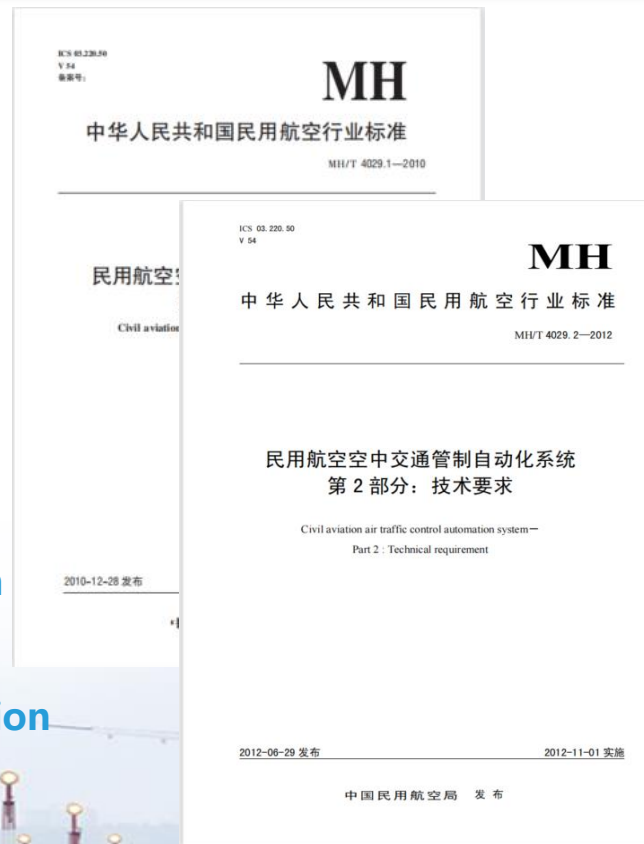 ICS 03.220.50
V 54
备案号:
MH
中华人民共和国民用航空行业标准
MH/T 4029.1—2010
民用航空
Civil aviation
2010-12-28 发布
ICS 03.220.50
V 54
MH
中华人民共和国民用航空行业标准
MH/T 4029.2—2012
民用航空空中交通管制自动化系统
第2部分：技术要求
Civil aviation air traffic control automation system—
Part 2 : Technical requirement
2012-06-29 发布
2012-11-01 实施
中国民用航空局 发布
ion